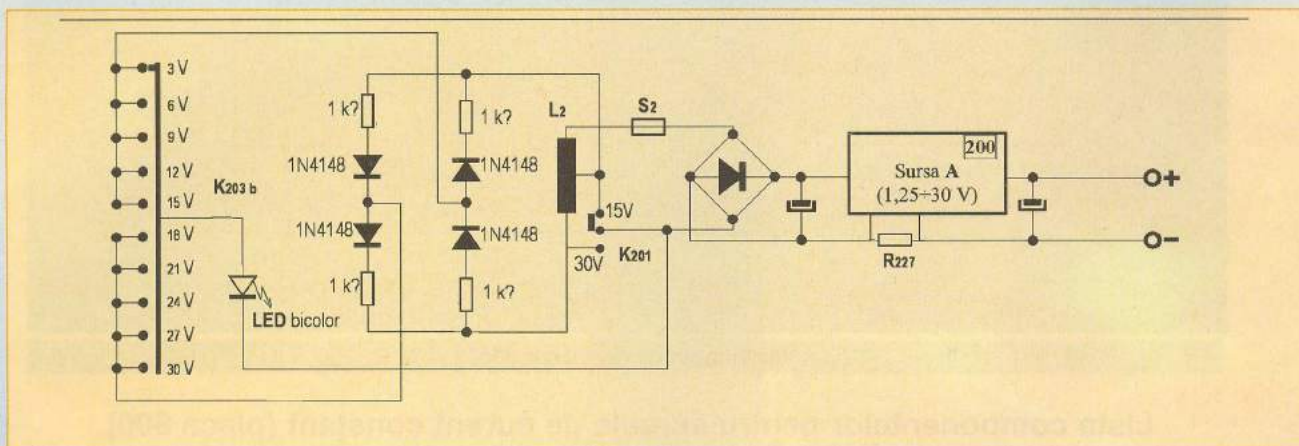 3 V
6 V
9 V
12 V
15 V
18 V
21 V
24 V
27 V
30 V
K203 b
LED bicolor
1 k?
1N4148
1N4148
1 k?
1 k?
1N4148
1N4148
1 k?
L2
S2
15V
30V
K201
200
Sursa A
(1,25÷30 V)
R227
+
−